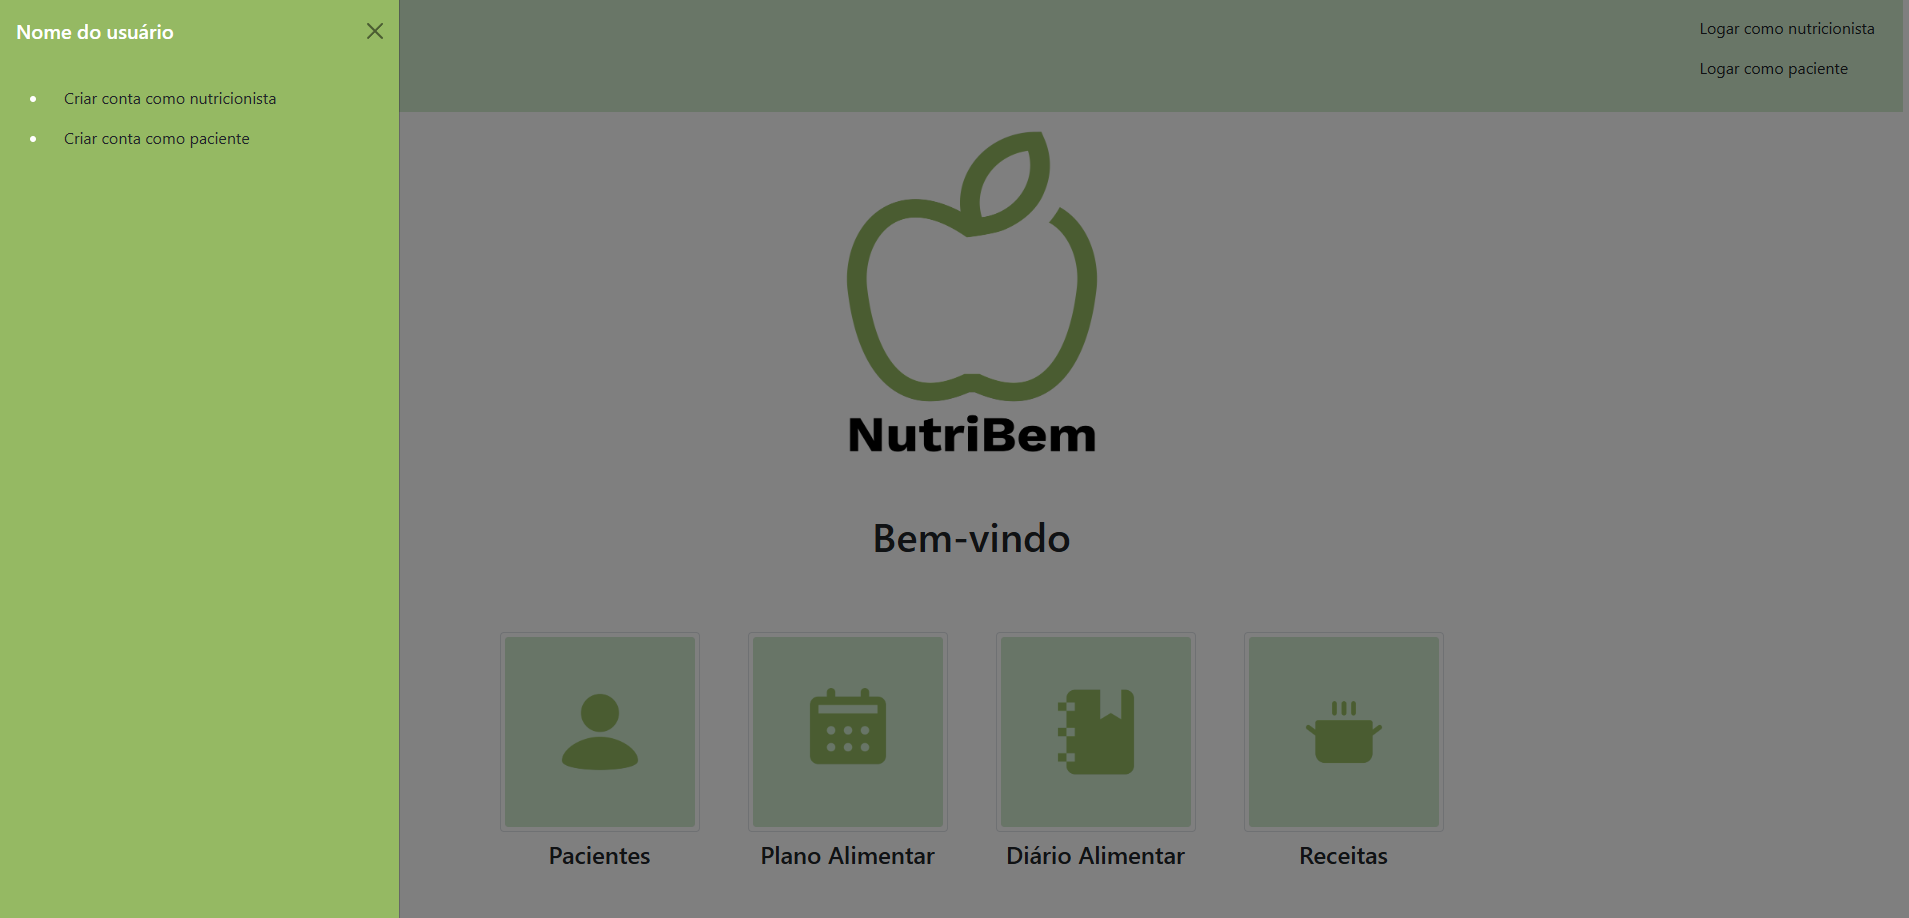 Nome do usuário
Criar conta como nutricionista
Criar conta como paciente
Logar como nutricionista
Logar como paciente
NutriBem
Bem-vindo
Pacientes
Plano Alimentar
Diário Alimentar
Receitas